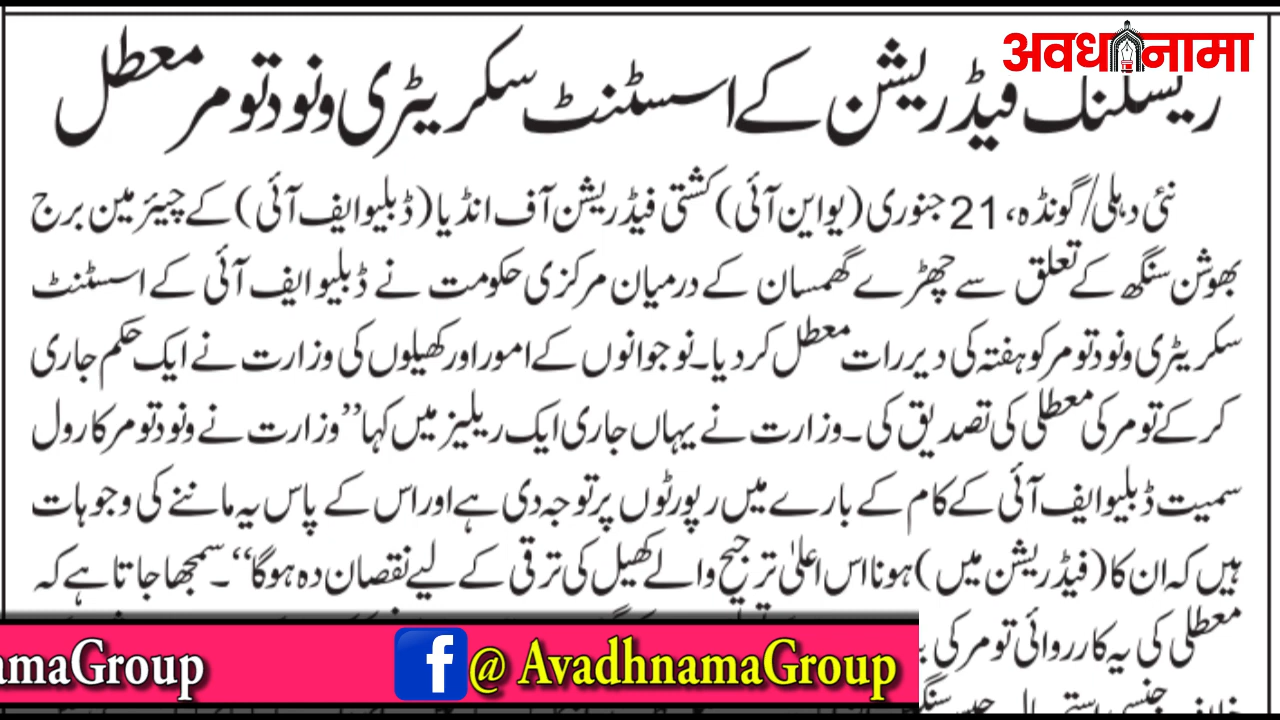 अवधनामा
ریسلنگ فیڈریشن کے اسسٹنٹ سکریٹری ونود تومر معطل
نئی دہلی/گونڈہ، 21 جنوری (یو این آئی) کشتی فیڈریشن آف انڈیا (ڈبلیو ایف آئی) کے چیئرمین برج
بھوشن سنگھ کے تعلق سے چھڑے گھمسان کے درمیان مرکزی حکومت نے ڈبلیو ایف آئی کے اسسٹنٹ
سکریٹری ونود تومر کو ہفتہ کی دیر رات معطل کر دیا۔ نوجوانوں کے امور اور کھیلوں کی وزارت نے ایک حکم جاری
کر کے تومر کی معطلی کی تصدیق کی۔ وزارت نے یہاں جاری ایک ریلیز میں کہا ’’وزارت نے ونود تومر کا رول
سمیت ڈبلیو ایف آئی کے کام کے بارے میں رپورٹوں پر توجہ دی ہے اور اس کے پاس یہ ماننے کی وجوہات
ہیں کہ ان کا (فیڈریشن میں) ہونا اس اعلیٰ ترجیح والے کھیل کی ترقی کے لیے نقصان دہ ہوگا‘‘۔ سمجھا جاتا ہے کہ
معطلی کی یہ کارروائی تومر کی
amaGroup
f@ AvadhnamaGroup